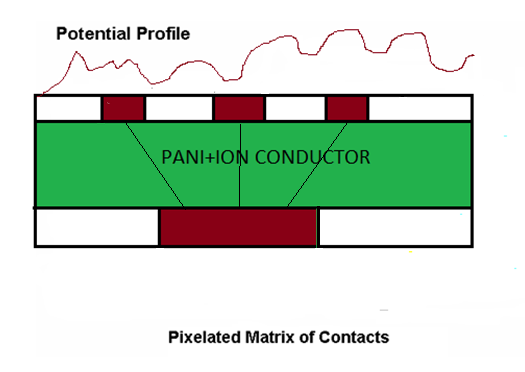 Potential Profile
PANI+ION CONDUCTOR
Pixelated Matrix of Contacts